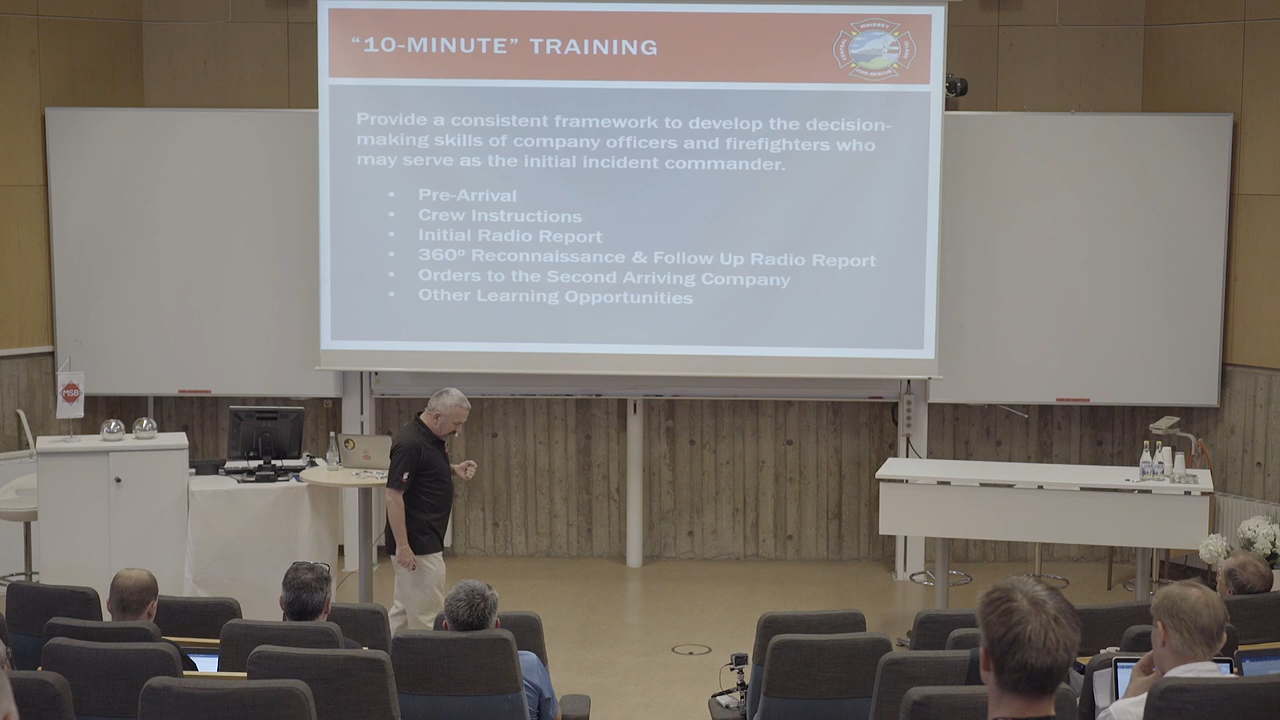 “10-MINUTE” TRAINING
WHIDBEY
Provide a consistent framework to develop the decision-
making skills of company officers and firefighters who
may serve as the initial incident commander.
• Pre-Arrival
• Crew Instructions
• Initial Radio Report
• 360º Reconnaissance & Follow Up Radio Report
• Orders to the Second Arriving Company
• Other Learning Opportunities
MSB